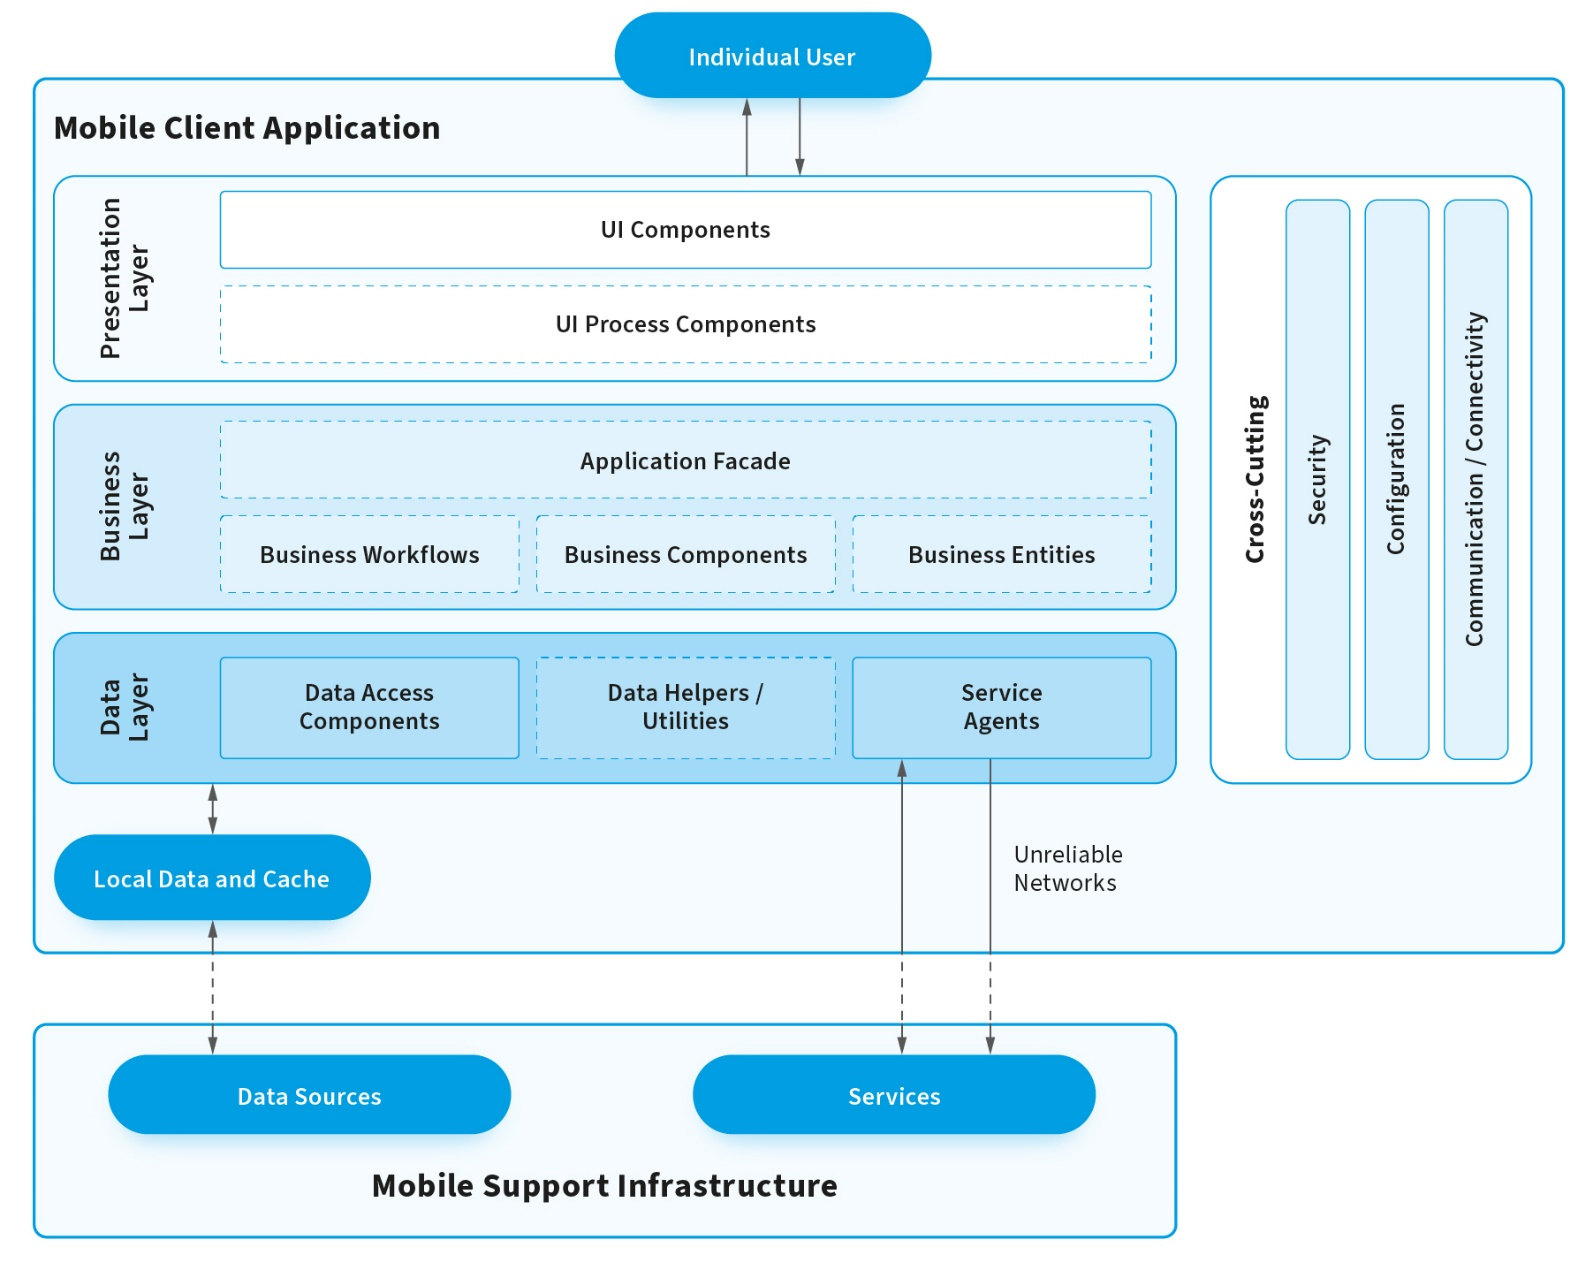 Individual User
Mobile Client Application
Presentation
Layer
UI Components
UI Process Components
Business
Layer
Application Facade
Business Workflows
Business Components
Business Entities
Data
Layer
Data Access
Components
Data Helpers /
Utilities
Service
Agents
Cross-Cutting
Security
Configuration
Communication / Connectivity
Local Data and Cache
Unreliable
Networks
Data Sources
Services
Mobile Support Infrastructure